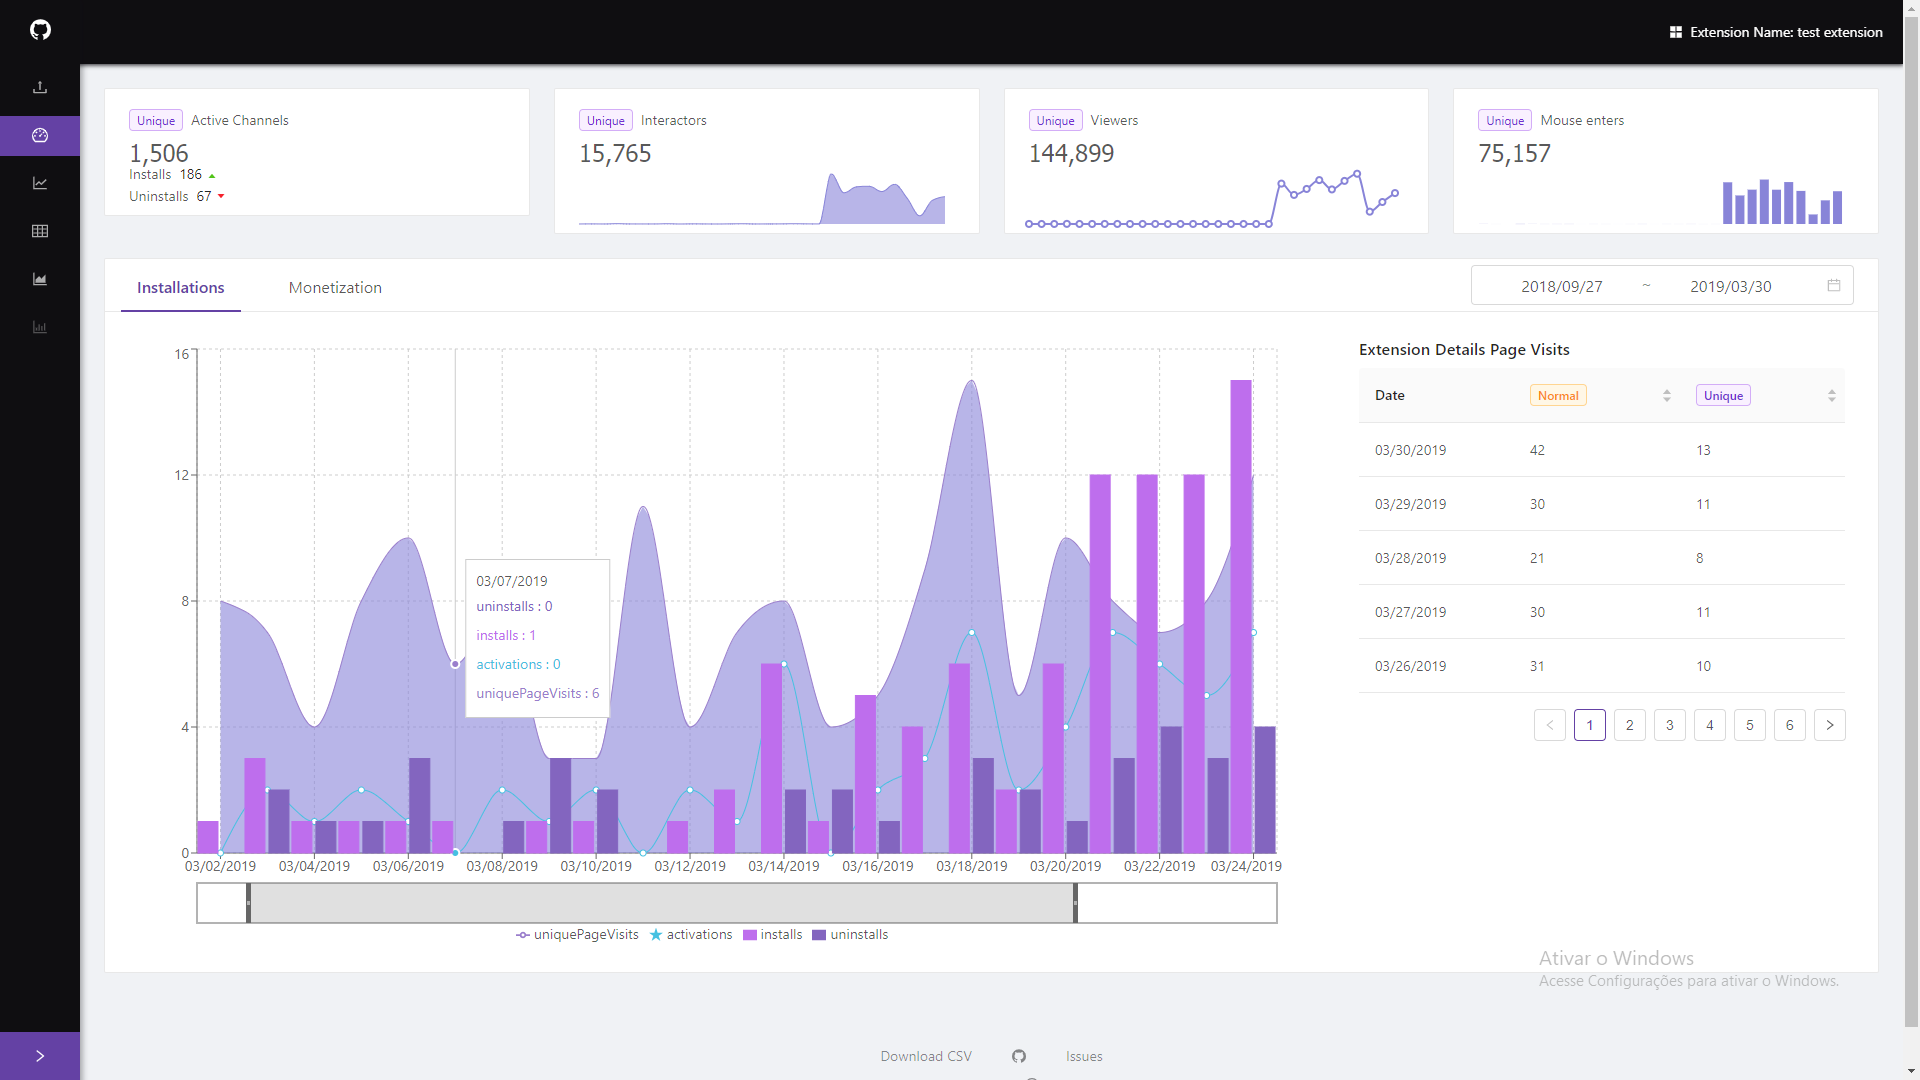 Extension Name: test extension
Unique Active Channels
1,506
Installs 186
Uninstalls 67
Unique Interactors
15,765
Unique Viewers
144,899
Unique Mouse enters
75,157
Installations Monetization
2018/09/27 ~ 2019/03/30
16
12
8
4
0
03/07/2019
uninstalls : 0
installs : 1
activations : 0
uniquePageVisits : 6
03/02/2019 03/04/2019 03/06/2019 03/08/2019 03/10/2019 03/12/2019 03/14/2019 03/16/2019 03/18/2019 03/20/2019 03/22/2019 03/24/2019
uniquePageVisits activations installs uninstalls
Extension Details Page Visits
Date Normal Unique
03/30/2019 42 13
03/29/2019 30 11
03/28/2019 21 8
03/27/2019 30 11
03/26/2019 31 10
< 1 2 3 4 5 6 >
Ativar o Windows
Acesse Configurações para ativar o Windows.
Download CSV Issues